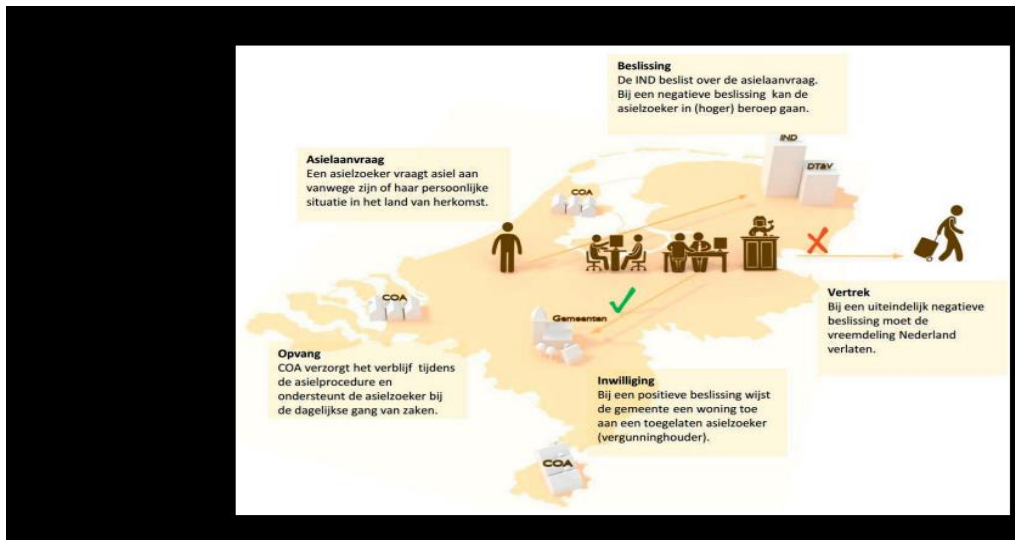 Beslissing
De IND beslist over de asielaanvraag.
Bij een negatieve beslissing kan de
asielzoeker in (hoger) beroep gaan.
IND
DT&V
Asielaanvraag
Een asielzoeker vraagt asiel aan
vanwege zijn of haar persoonlijke
situatie in het land van herkomst.
COA
COA
Gemeenten
Vertrek
Bij een uiteindelijk negatieve
beslissing moet de
vreemdeling Nederland
verlaten.
Opvang
COA verzorgt het verblijf tijdens
de asielprocedure en
ondersteunt de asielzoeker bij
de dagelijkse gang van zaken.
Inwilliging
Bij een positieve beslissing wijst
de gemeente een woning toe
aan een toegelaten asielzoeker
(vergunninghouder).
COA